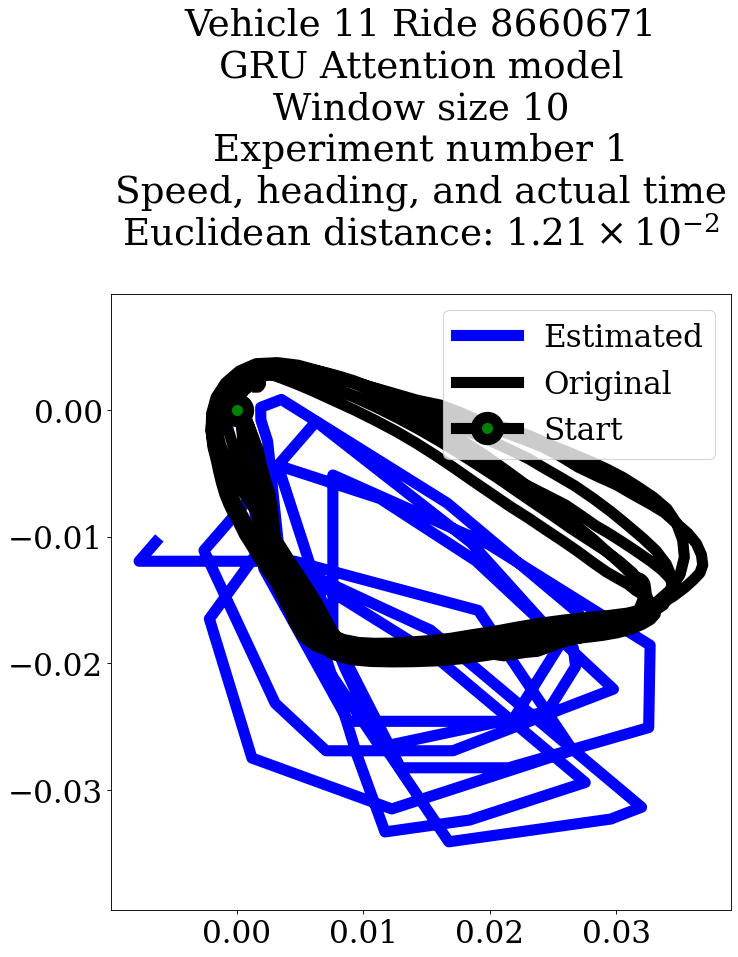 Vehicle 11 Ride 8660671
GRU Attention model
Window size 10
Experiment number 1
Speed, heading, and actual time
Euclidean distance: 1.21 × 10⁻²
Estimated
Original
Start
0.00
−0.01
−0.02
−0.03
0.00 0.01 0.02 0.03